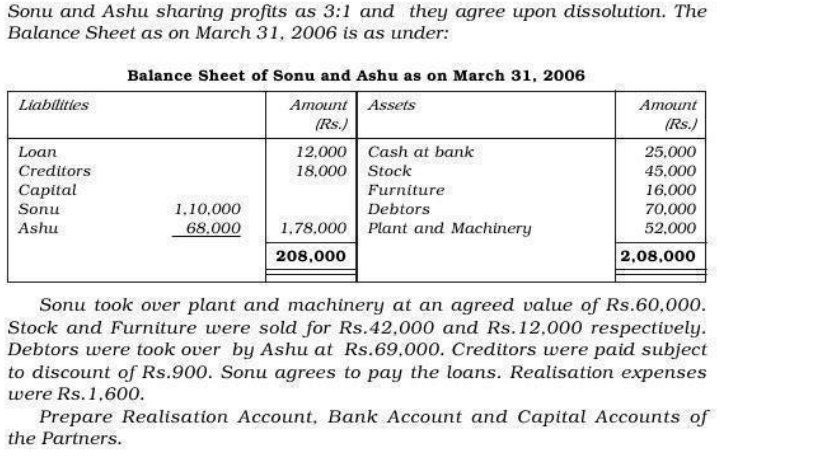 Sonu and Ashu sharing profits as 3:1 and they agree upon dissolution. The
Balance Sheet as on March 31, 2006 is as under:
Balance Sheet of Sonu and Ashu as on March 31, 2006
Liabilities Amount Assets Amount
(Rs.) (Rs.)
Loan 12,000 Cash at bank 25,000
Creditors 18,000 Stock 45,000
Capital Furniture 16,000
Sonu 1,10,000 Debtors 70,000
Ashu 68,000 1,78,000 Plant and Machinery 52,000
208,000 2,08,000
Sonu took over plant and machinery at an agreed value of Rs.60,000.
Stock and Furniture were sold for Rs.42,000 and Rs.12,000 respectively.
Debtors were took over by Ashu at Rs.69,000. Creditors were paid subject
to discount of Rs.900. Sonu agrees to pay the loans. Realisation expenses
were Rs.1,600.
Prepare Realisation Account, Bank Account and Capital Accounts of
the Partners.